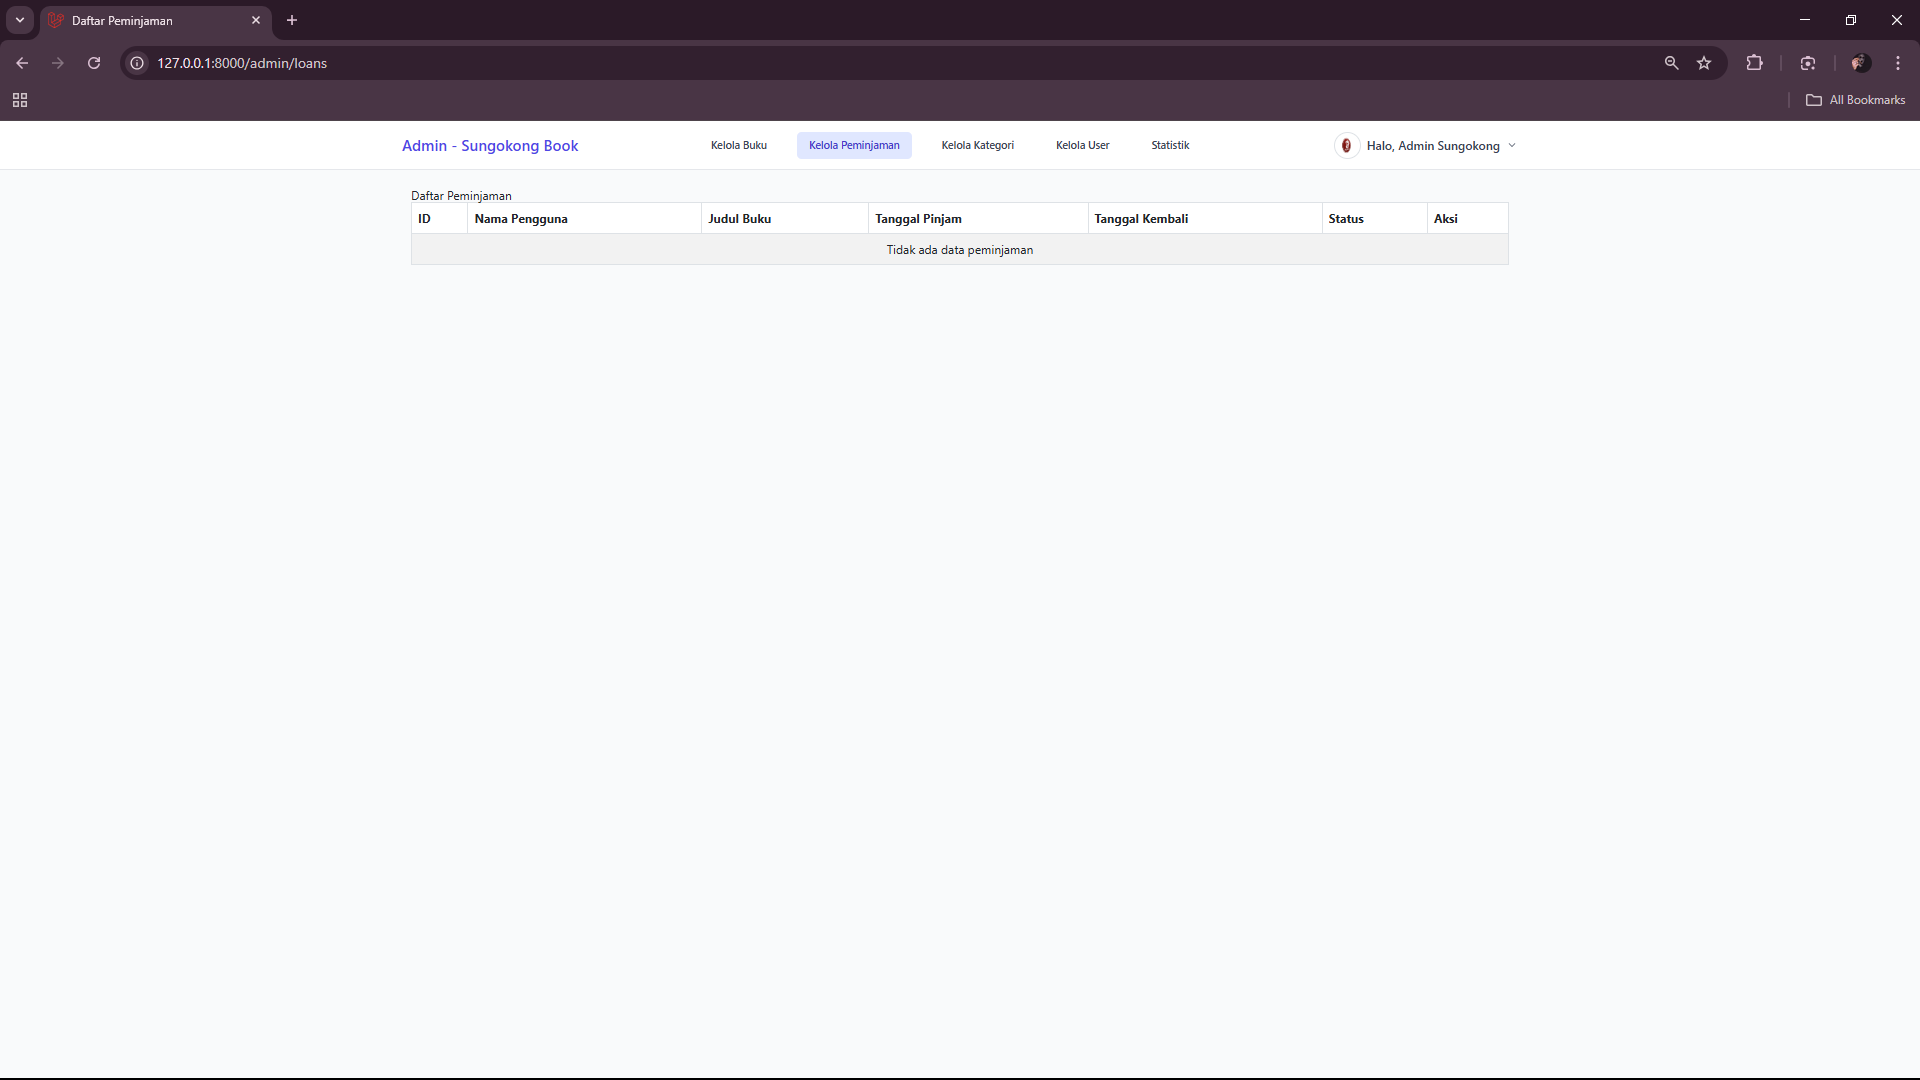 Daftar Peminjaman
127.0.0.1:8000/admin/loans
All Bookmarks
Admin - Sungokong Book
Kelola Buku
Kelola Peminjaman
Kelola Kategori
Kelola User
Statistik
Halo, Admin Sungokong
Daftar Peminjaman
ID Nama Pengguna Judul Buku Tanggal Pinjam Tanggal Kembali Status Aksi
Tidak ada data peminjaman